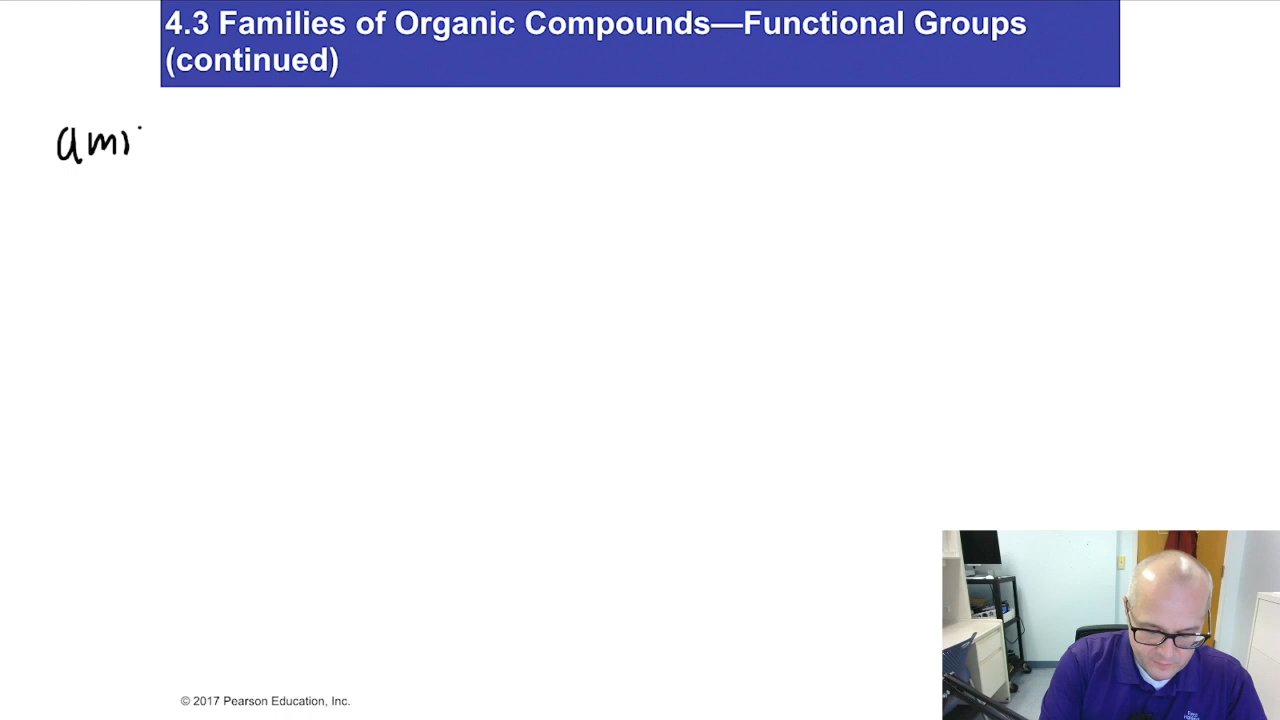 4.3 Families of Organic Compounds—Functional Groups
(continued)
ami
© 2017 Pearson Education, Inc.